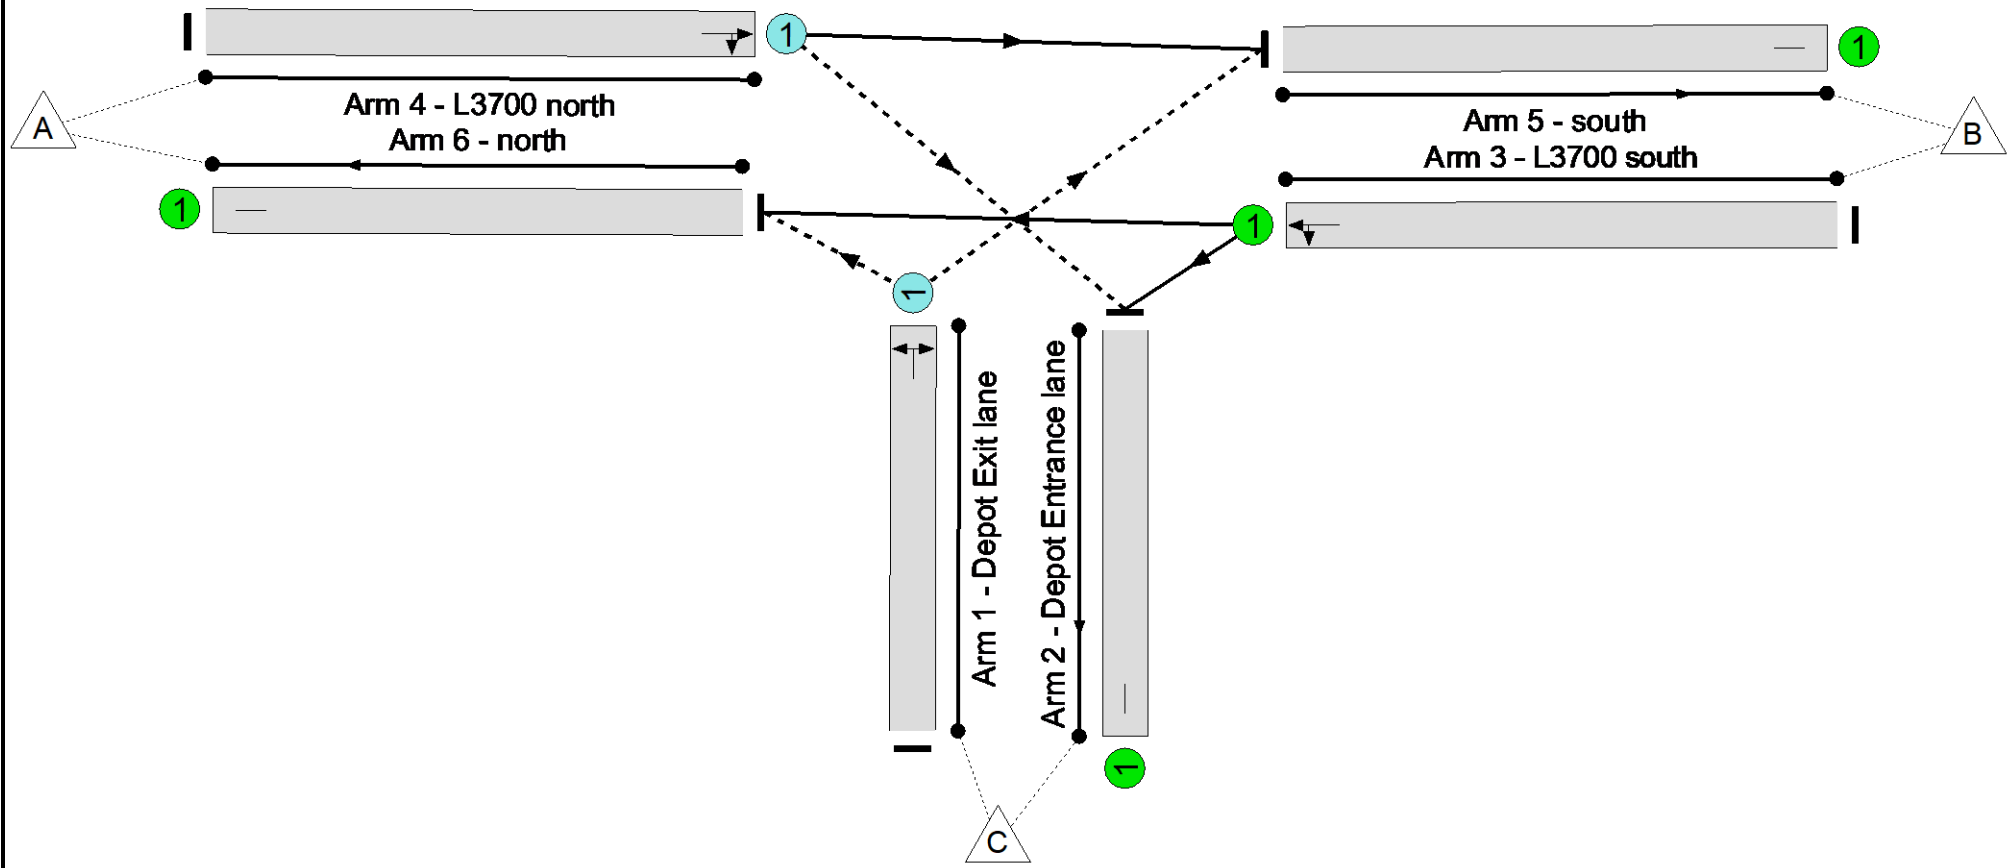 1
1
Arm 4 - L3700 north
Arm 6 - north
A
Arm 5 - south
Arm 3 - L3700 south
B
1
1
1
Arm 1 - Depot Exit lane
Arm 2 - Depot Entrance lane
1
C